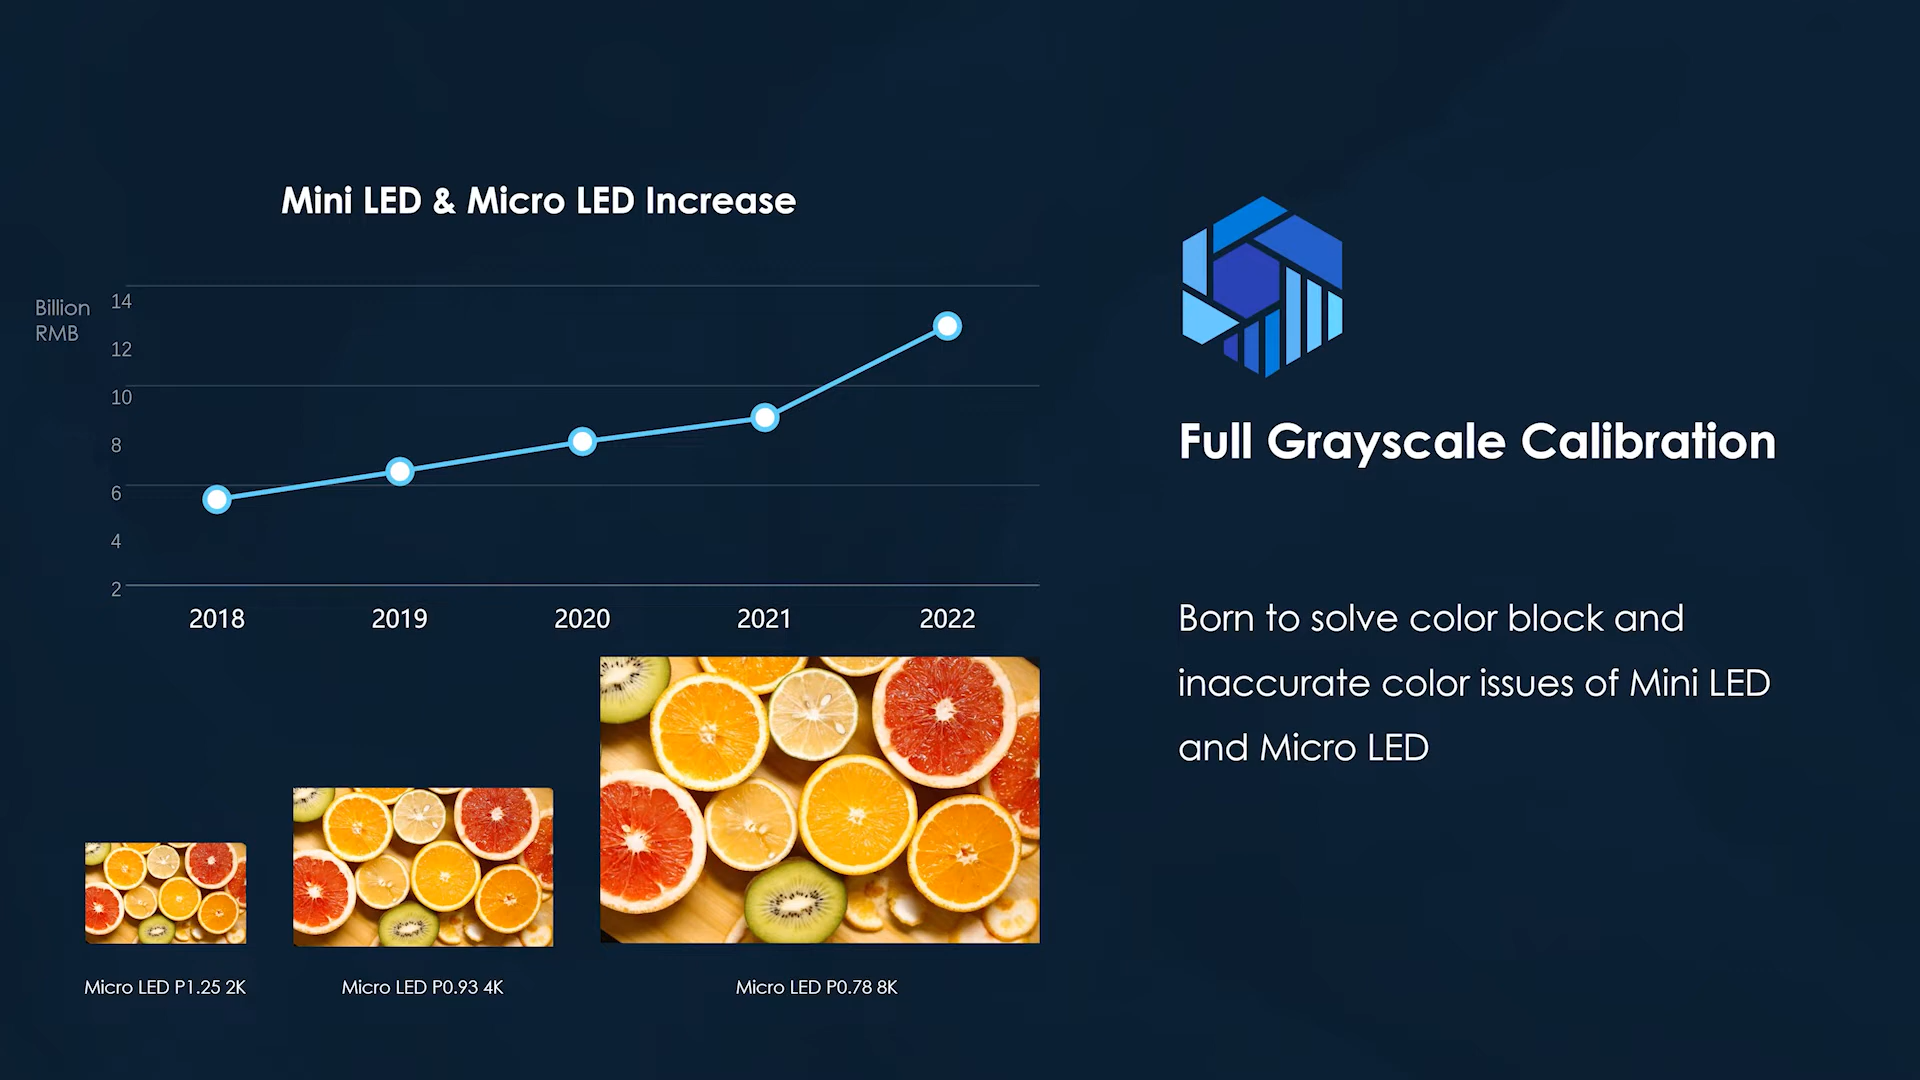 Mini LED & Micro LED Increase
Billion
RMB
14
12
10
8
6
4
2
2018 2019 2020 2021 2022
Micro LED P1.25 2K
Micro LED P0.93 4K
Micro LED P0.78 8K
Full Grayscale Calibration
Born to solve color block and
inaccurate color issues of Mini LED
and Micro LED